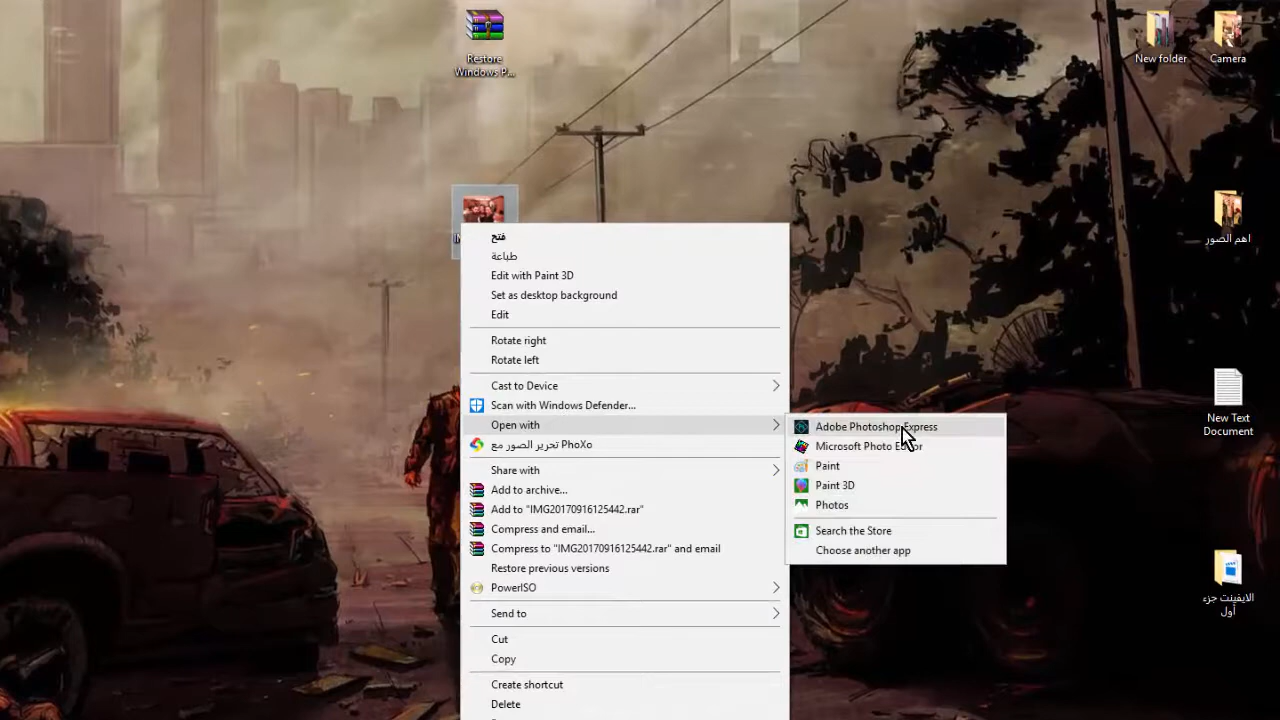 Restore
Windows P...
New folder
Camera
اهم الصور
New Text
Document
الايفينت جزء
أول
فتح
طباعة
Edit with Paint 3D
Set as desktop background
Edit
Rotate right
Rotate left
Cast to Device
Scan with Windows Defender...
Open with
تحرير الصور مع PhoXo
Share with
Add to archive...
Add to "IMG20170916125442.rar"
Compress and email...
Compress to "IMG20170916125442.rar" and email
Restore previous versions
PowerISO
Send to
Cut
Copy
Create shortcut
Delete
Adobe Photoshop Express
Microsoft Photo Editor
Paint
Paint 3D
Photos
Search the Store
Choose another app